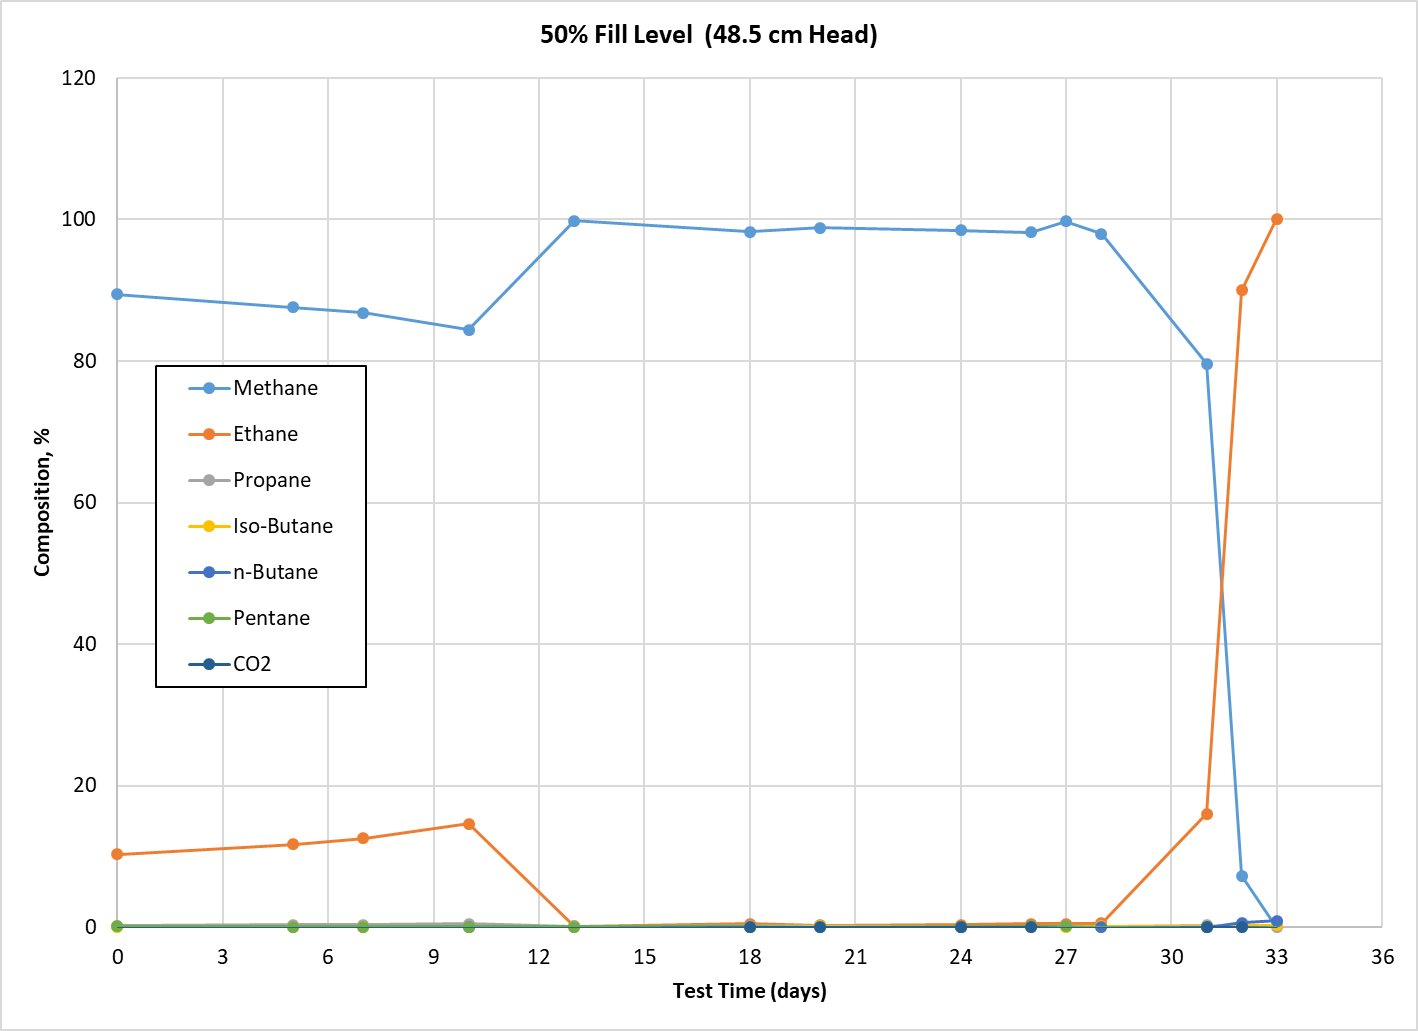 50% Fill Level  (48.5 cm Head)
120
100
80
60
40
20
0
Composition, %
Methane
Ethane
Propane
Iso-Butane
n-Butane
Pentane
CO2
0 3 6 9 12 15 18 21 24 27 30 33 36
Test Time (days)